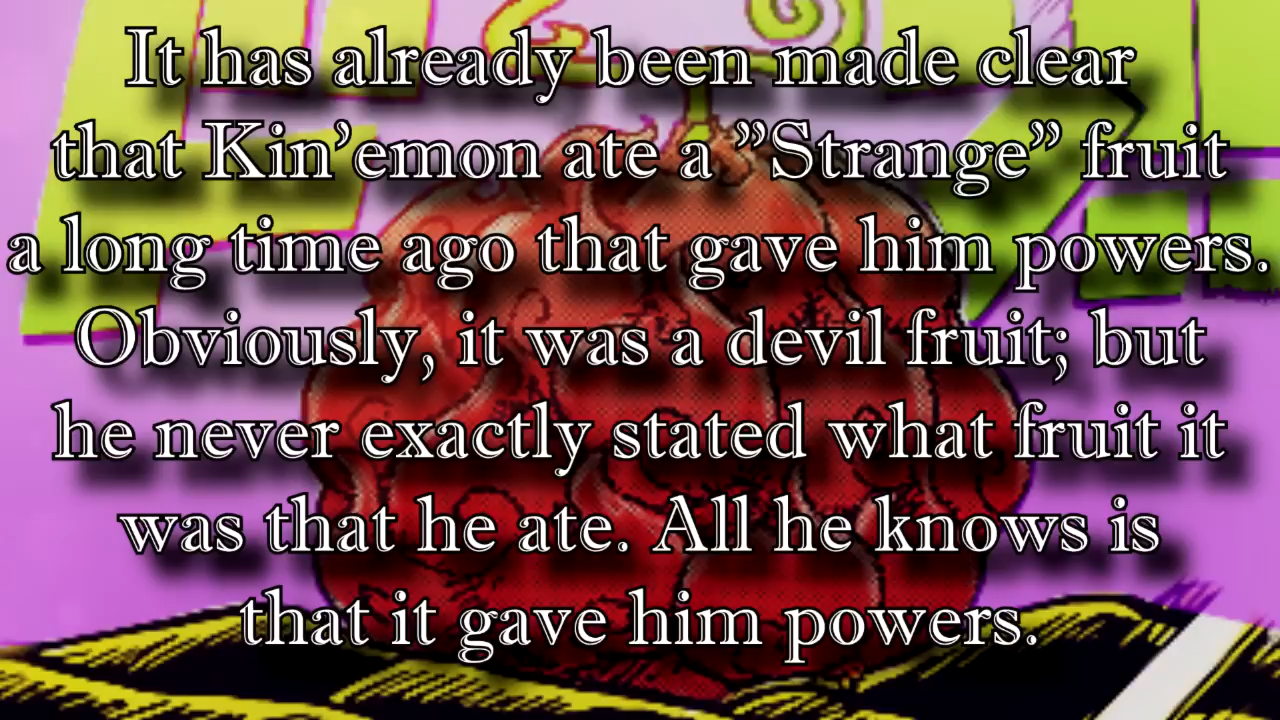 It has already been made clear
that Kin'emon ate a ”Strange” fruit
a long time ago that gave him powers.
Obviously, it was a devil fruit; but
he never exactly stated what fruit it
was that he ate. All he knows is
that it gave him powers.